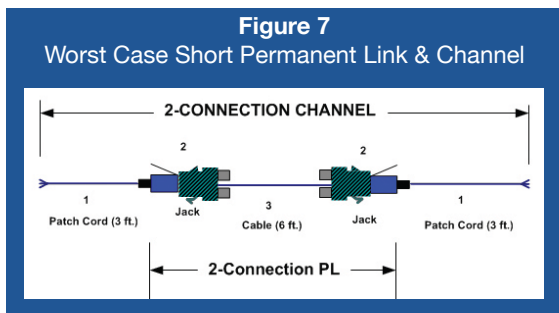 Figure 7
Worst Case Short Permanent Link & Channel
2-CONNECTION CHANNEL
2
2
1
Patch Cord (3 ft.)
Jack
3
Cable (6 ft.)
Jack
1
Patch Cord (3 ft.)
2-Connection PL